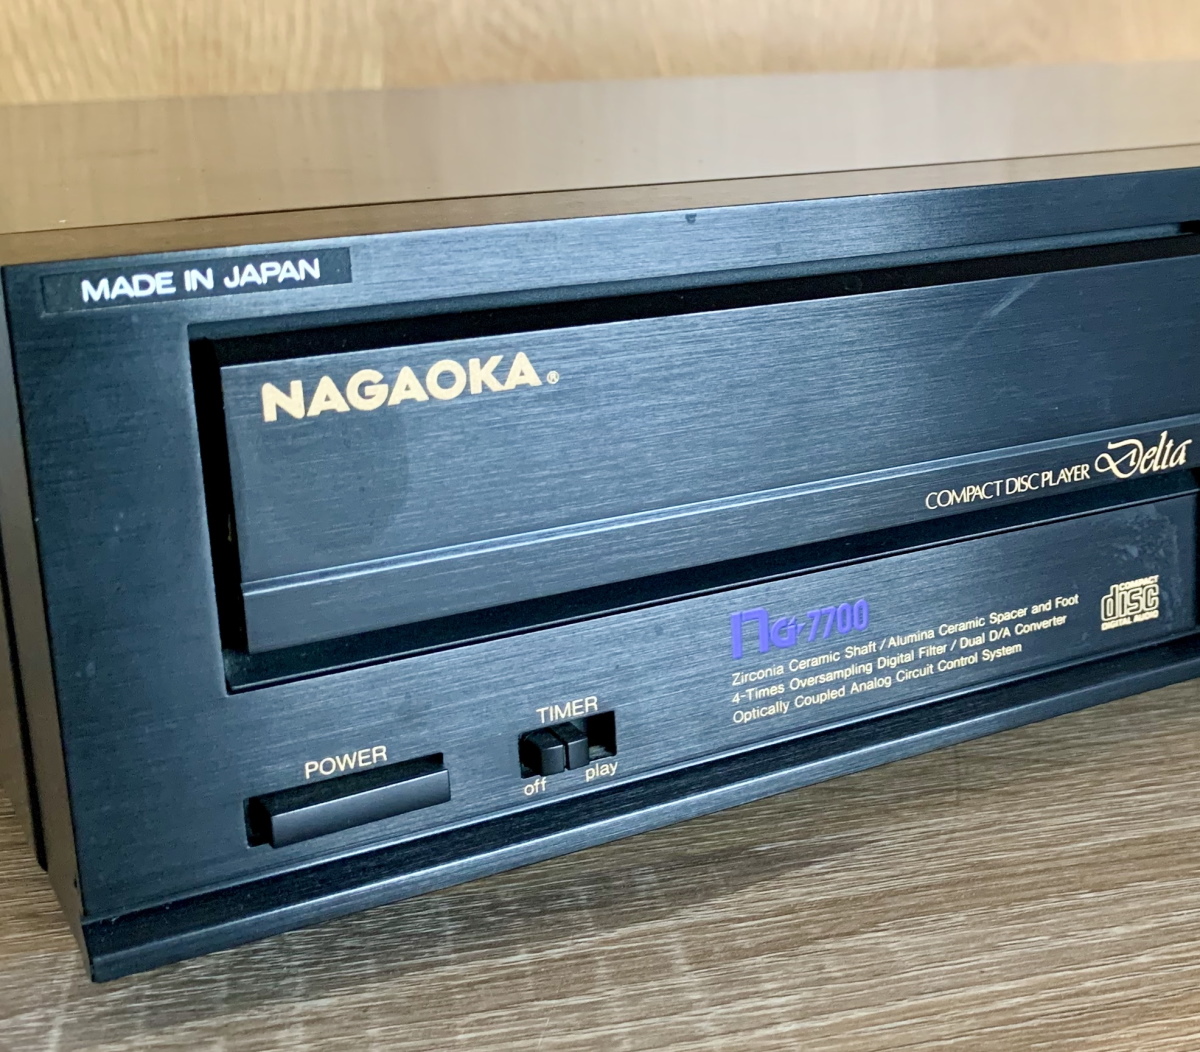 MADE IN JAPAN
NAGAOKA®
COMPACT DISC PLAYER Delta
NG-7700
Zirconia Ceramic Shaft / Alumina Ceramic Spacer and Foot
4-Times Oversampling Digital Filter / Dual D/A Converter
Optically Coupled Analog Circuit Control System
COMPACT
disc
DIGITAL AUDIO
TIMER
off play
POWER